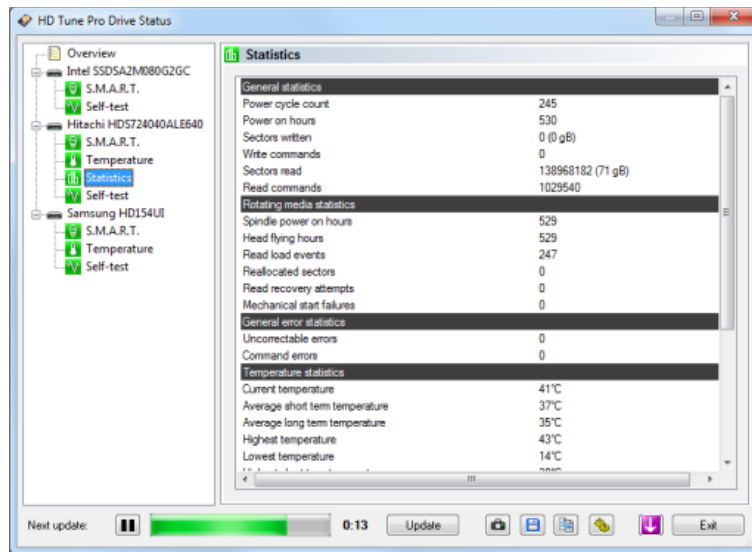 HD Tune Pro Drive Status
Overview
Intel SSDSA2M080G2GC
S.M.A.R.T.
Self-test
Hitachi HDS724040ALE640
S.M.A.R.T.
Temperature
Statistics
Self-test
Samsung HD154UI
S.M.A.R.T.
Temperature
Self-test
Statistics
General statistics
Power cycle count 245
Power on hours 530
Sectors written 0 (0 gB)
Write commands 0
Sectors read 138968182 (71 gB)
Read commands 1029540
Rotating media statistics
Spindle power on hours 529
Head flying hours 529
Read load events 247
Reallocated sectors 0
Read recovery attempts 0
Mechanical start failures 0
General error statistics
Uncorrectable errors 0
Command errors 0
Temperature statistics
Current temperature 41°C
Average short term temperature 37°C
Average long term temperature 35°C
Highest temperature 43°C
Lowest temperature 14°C
Next update: 0:13 Update Exit